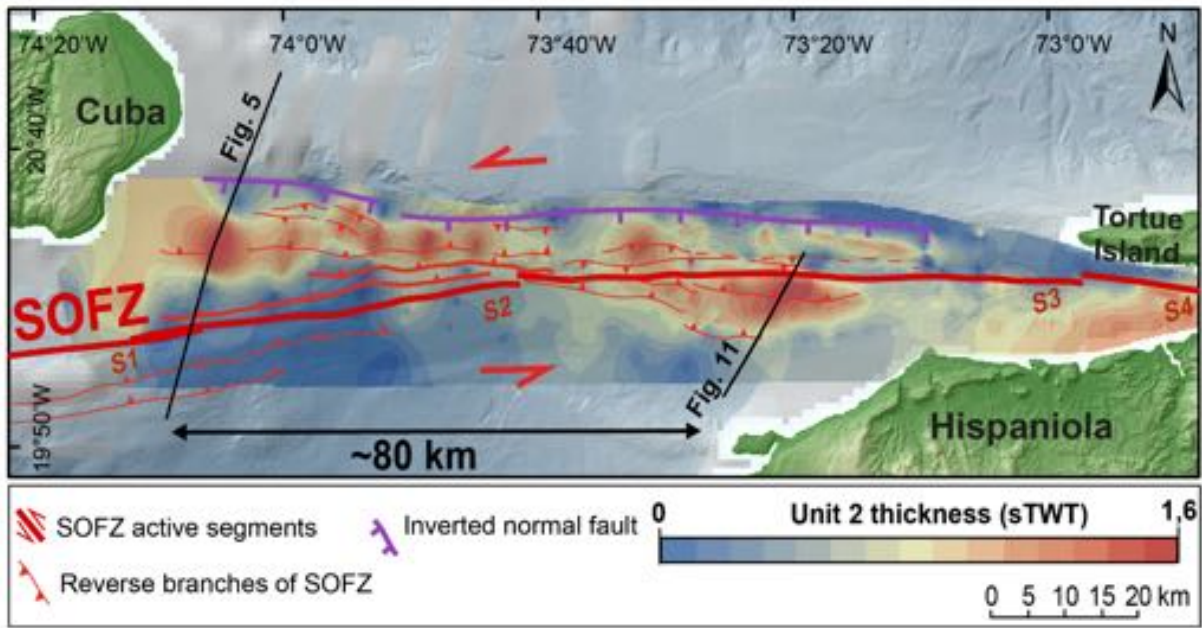 74°20'W 74°0'W 73°40'W 73°20'W 73°0'W
N
Cuba
Fig. 5
20°40'W
Tortue
Island
SOFZ
S1
S2
S3
S4
Fig. 11
19°50'W
~80 km
Hispaniola
SOFZ active segments
Inverted normal fault
Reverse branches of SOFZ
0 Unit 2 thickness (sTWT) 1,6
0 5 10 15 20 km